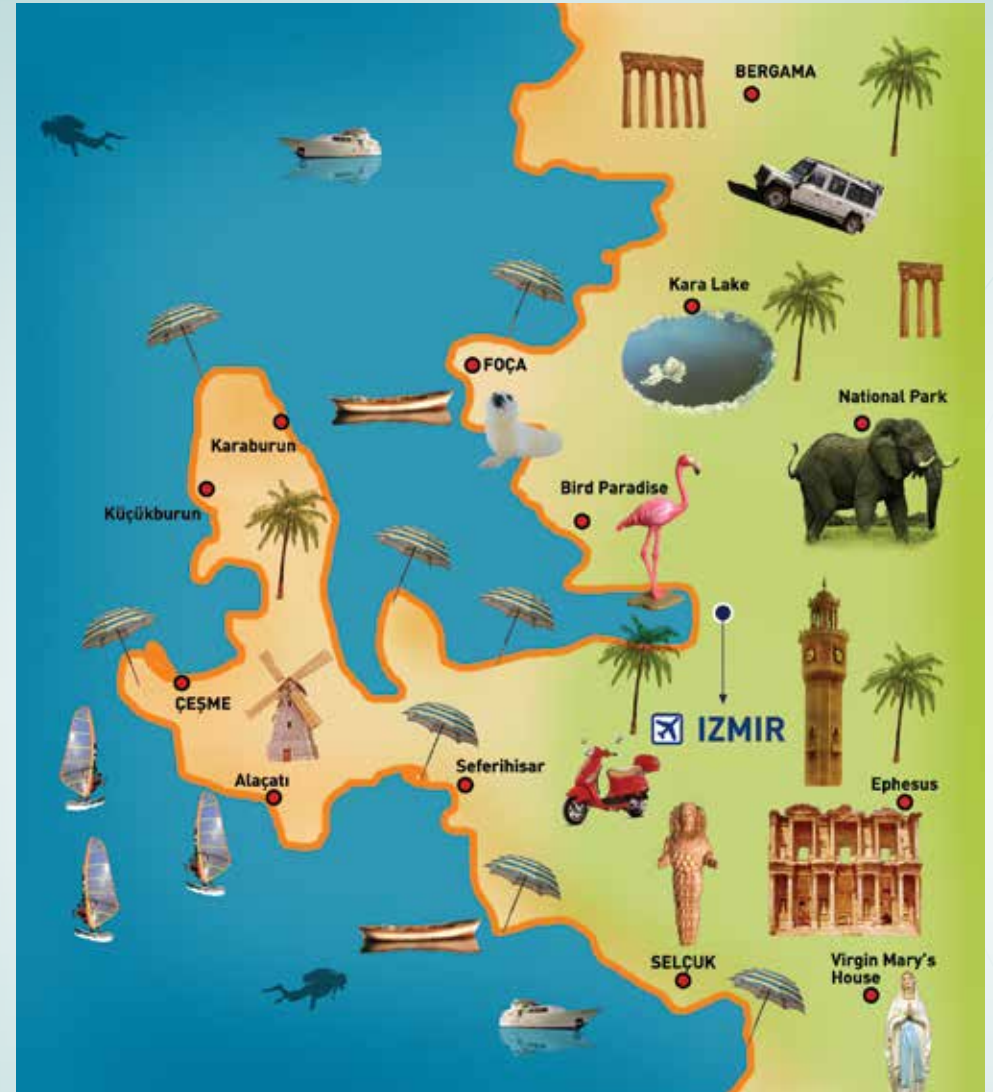 BERGAMA
Kara Lake
FOÇA
National Park
Karaburun
Bird Paradise
Küçükburun
ÇEŞME
IZMIR
Alaçatı
Seferihisar
Ephesus
SELÇUK
Virgin Mary's
House